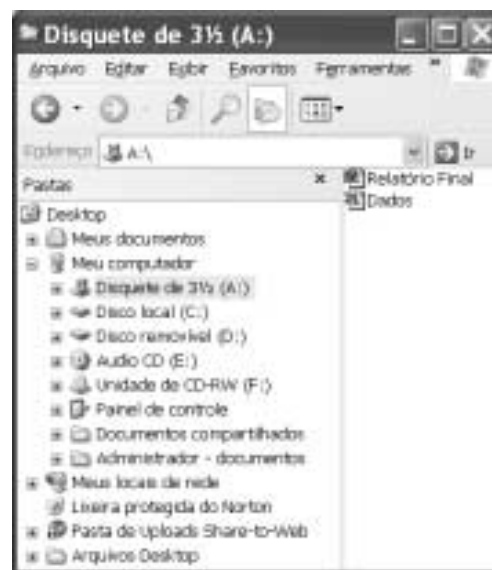 Disquete de 3½ (A:)
Arquivo Editar Exibir Favoritos Ferramentas »
Ir
Endereço A:\
Pastas x
Relatório Final
Dados
Desktop
Meus documentos
Meu computador
Disquete de 3½ (A:)
Disco local (C:)
Disco removível (D:)
Audio CD (E:)
Unidade de CD-RW (F:)
Painel de controle
Documentos compartilhados
Administrador - documentos
Meus locais de rede
Lixeira protegida do Norton
Pasta de Uploads Share-to-Web
Arquivos Desktop